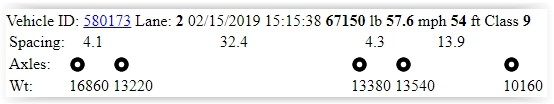 Vehicle ID: 580173 Lane: 2 02/15/2019 15:15:38 67150 lb 57.6 mph 54 ft Class 9
Spacing: 4.1 32.4 4.3 13.9
Axles:
Wt: 16860 13220 13380 13540 10160